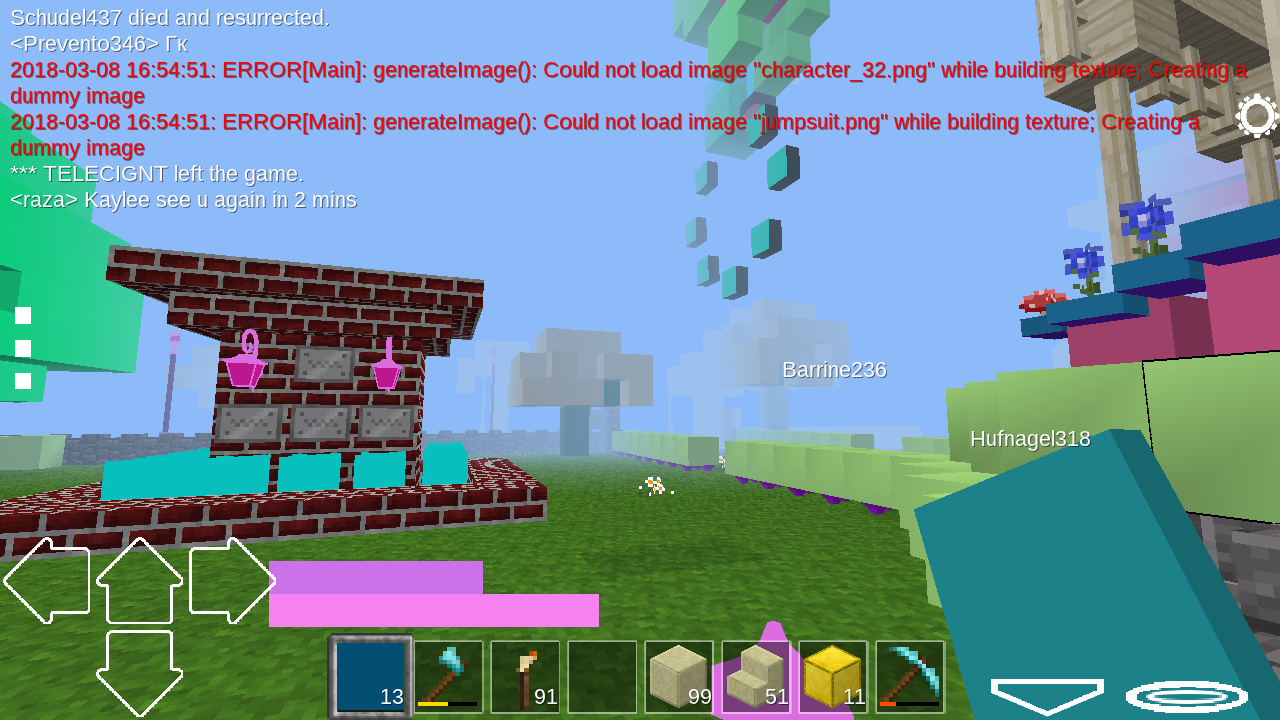 Schudel437 died and resurrected.
<Prevento346> Гк
2018-03-08 16:54:51: ERROR[Main]: generateImage(): Could not load image "character_32.png" while building texture; Creating a
dummy image
2018-03-08 16:54:51: ERROR[Main]: generateImage(): Could not load image "jumpsuit.png" while building texture; Creating a
dummy image
*** TELECIGNT left the game.
<raza> Kaylee see u again in 2 mins
Barrine236
Hufnagel318
13
91
99
51
11